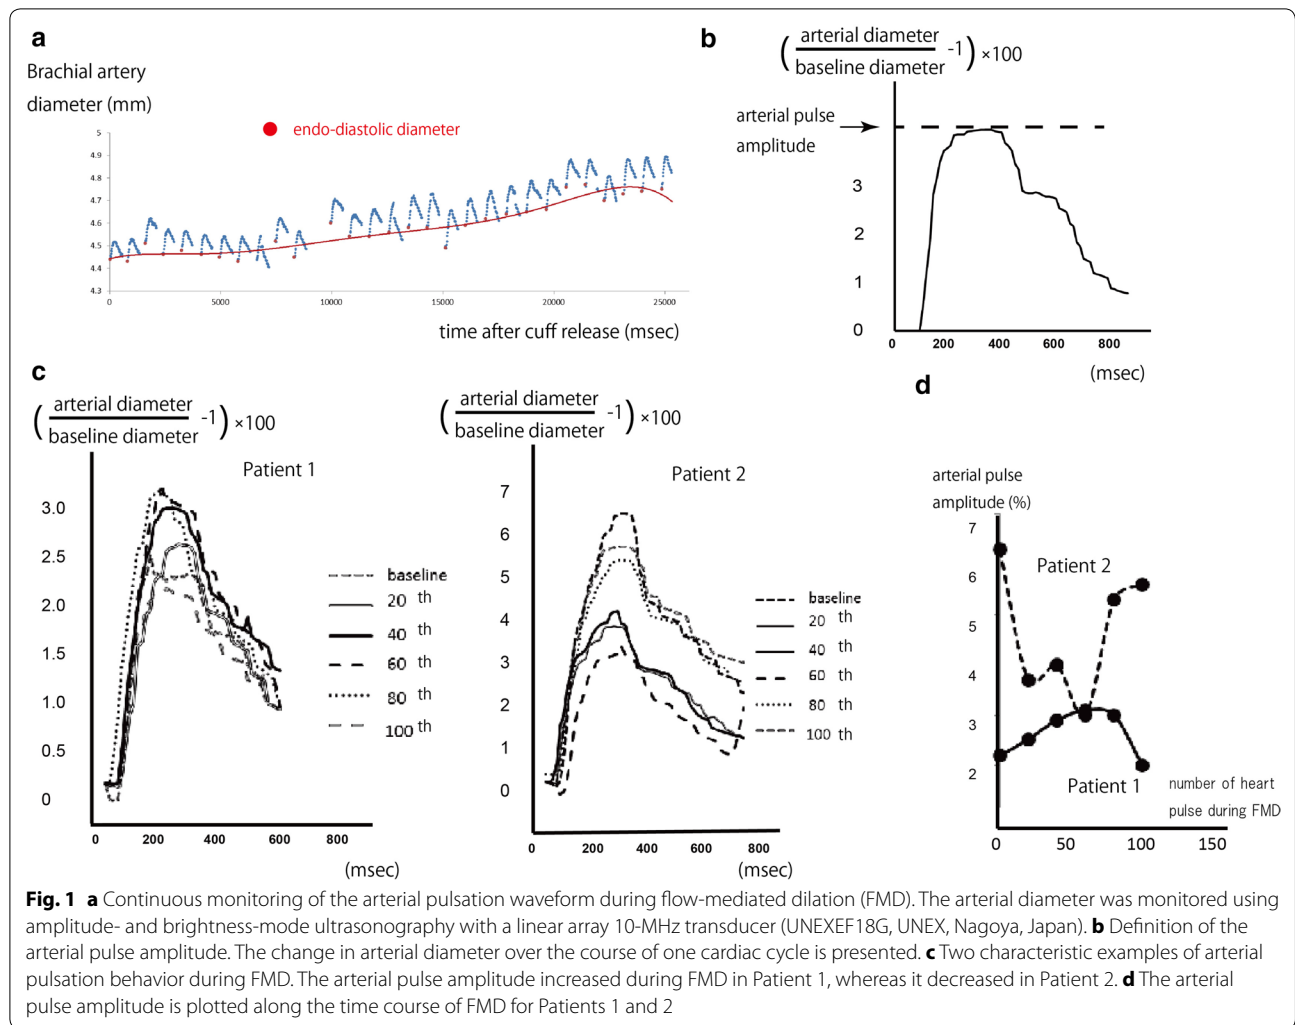 a
Brachial artery
diameter (mm)
endo-diastolic diameter
5
4.9
4.8
4.7
4.6
4.5
4.4
4.3
0 5000 10000 15000 20000 25000
time after cuff release (msec)
b
( arterial diameter / baseline diameter -1 ) ×100
arterial pulse
amplitude
3
2
1
0
0 200 400 600 800
(msec)
c
( arterial diameter / baseline diameter -1 ) ×100
Patient 1
3.0
2.5
2.0
1.5
1.0
0.5
0
0 200 400 600 800
(msec)
baseline
20 th
40 th
60 th
80 th
100 th
( arterial diameter / baseline diameter -1 ) ×100
Patient 2
7
6
5
4
3
2
1
0
0 200 400 600 800
(msec)
baseline
20 th
40 th
60 th
80 th
100 th
d
arterial pulse
amplitude (%)
7
6
5
4
3
2
Patient 2
Patient 1
number of heart
pulse during FMD
0 50 100 150
Fig. 1 a Continuous monitoring of the arterial pulsation waveform during flow-mediated dilation (FMD). The arterial diameter was monitored using
amplitude- and brightness-mode ultrasonography with a linear array 10-MHz transducer (UNEXEF18G, UNEX, Nagoya, Japan). b Definition of the
arterial pulse amplitude. The change in arterial diameter over the course of one cardiac cycle is presented. c Two characteristic examples of arterial
pulsation behavior during FMD. The arterial pulse amplitude increased during FMD in Patient 1, whereas it decreased in Patient 2. d The arterial
pulse amplitude is plotted along the time course of FMD for Patients 1 and 2